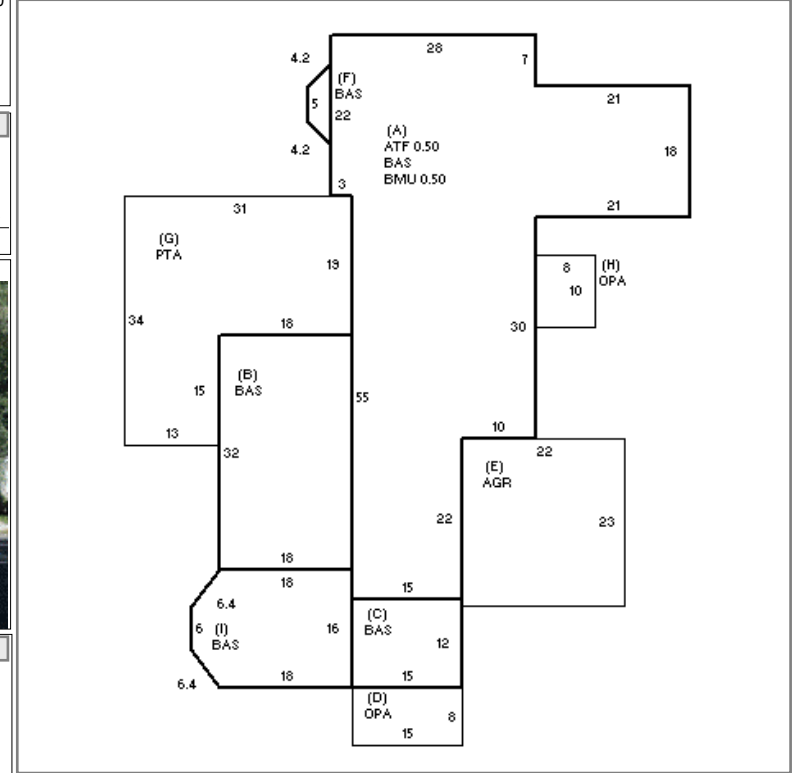 28
7
4.2
(F)
BAS
5
22
4.2
21
(A)
ATF 0.50
BAS
BMU 0.50
18
3
31
21
(G)
PTA
19
8
(H)
OPA
10
34
18
30
(B)
BAS
15
55
13
32
10
22
(E)
AGR
22
23
18
18
15
6.4
6
(I)
BAS
16
(C)
BAS
12
18
15
6.4
(D)
OPA
8
15